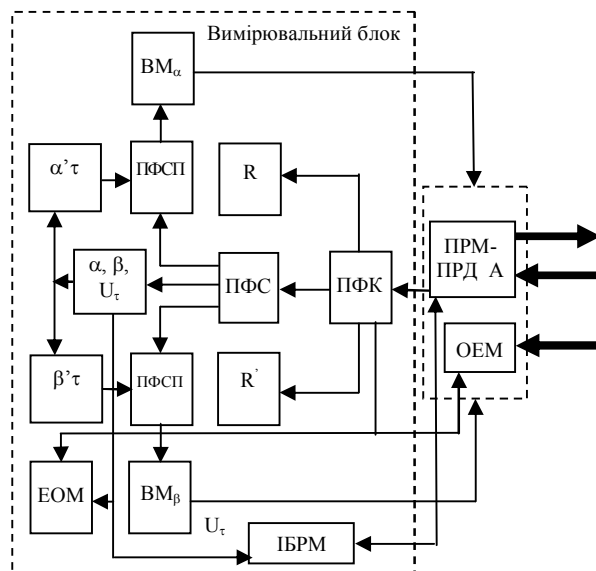 Вимірювальний блок
ВМα
α’τ
ПФСП
R
ПРМ-
ПРД А
α, β,
Uτ
ПФС
ПФК
ОЕМ
β’τ
ПФСП
R’
ЕОМ
ВМβ
Uτ
ІБРМ